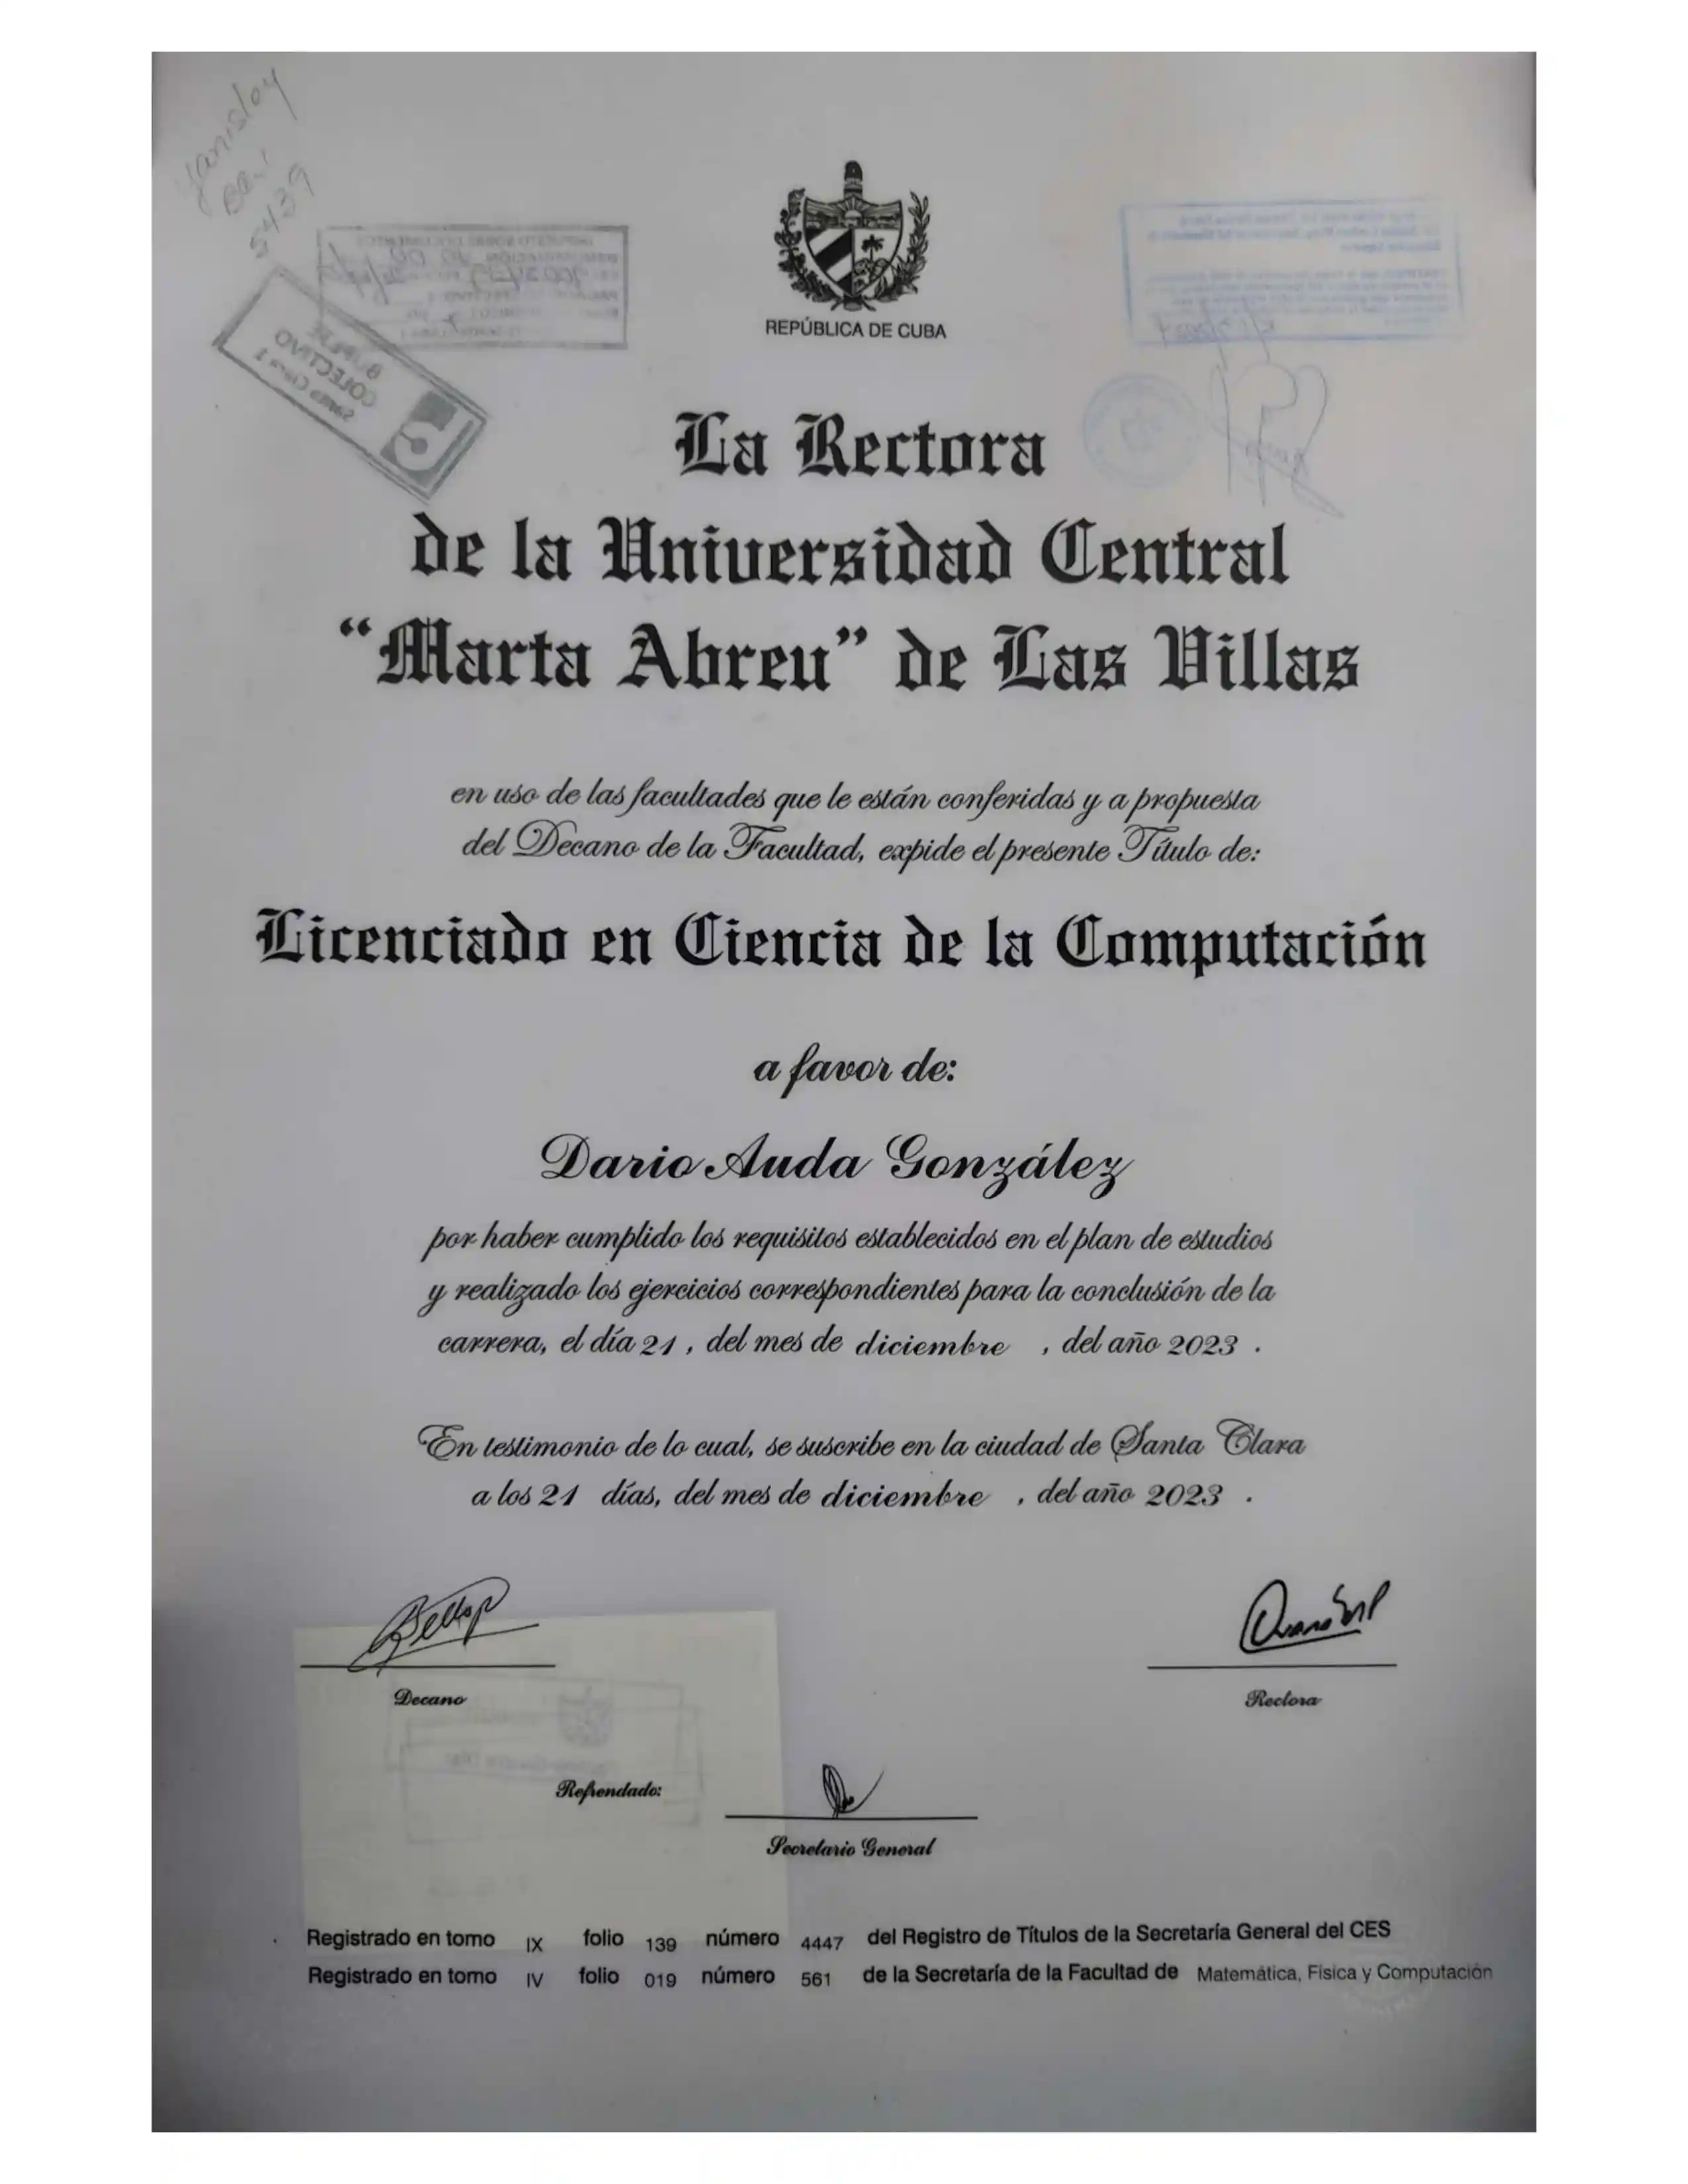 Yanisley
5439
REPÚBLICA DE CUBA
BUFETE
COLECTIVO
Santa Clara 1
La Rectora
de la Universidad Central
“Marta Abreu” de Las Villas
en uso de las facultades que le están conferidas y a propuesta
del Decano de la Facultad, expide el presente Título de:
Licenciado en Ciencia de la Computación
a favor de:
Dario Auda González
por haber cumplido los requisitos establecidos en el plan de estudios
y realizado los ejercicios correspondientes para la conclusión de la
carrera, el día 21 , del mes de diciembre , del año 2023 .
En testimonio de lo cual, se suscribe en la ciudad de Santa Clara
a los 21 días, del mes de diciembre , del año 2023 .
Decano
Rectora
Refrendado:
Secretario General
Registrado en tomo IX folio 139 número 4447 del Registro de Títulos de la Secretaría General del CES
Registrado en tomo IV folio 019 número 561 de la Secretaría de la Facultad de Matemática, Física y Computación